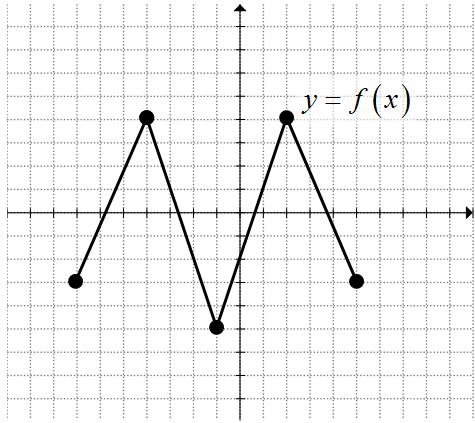 y = f(x)